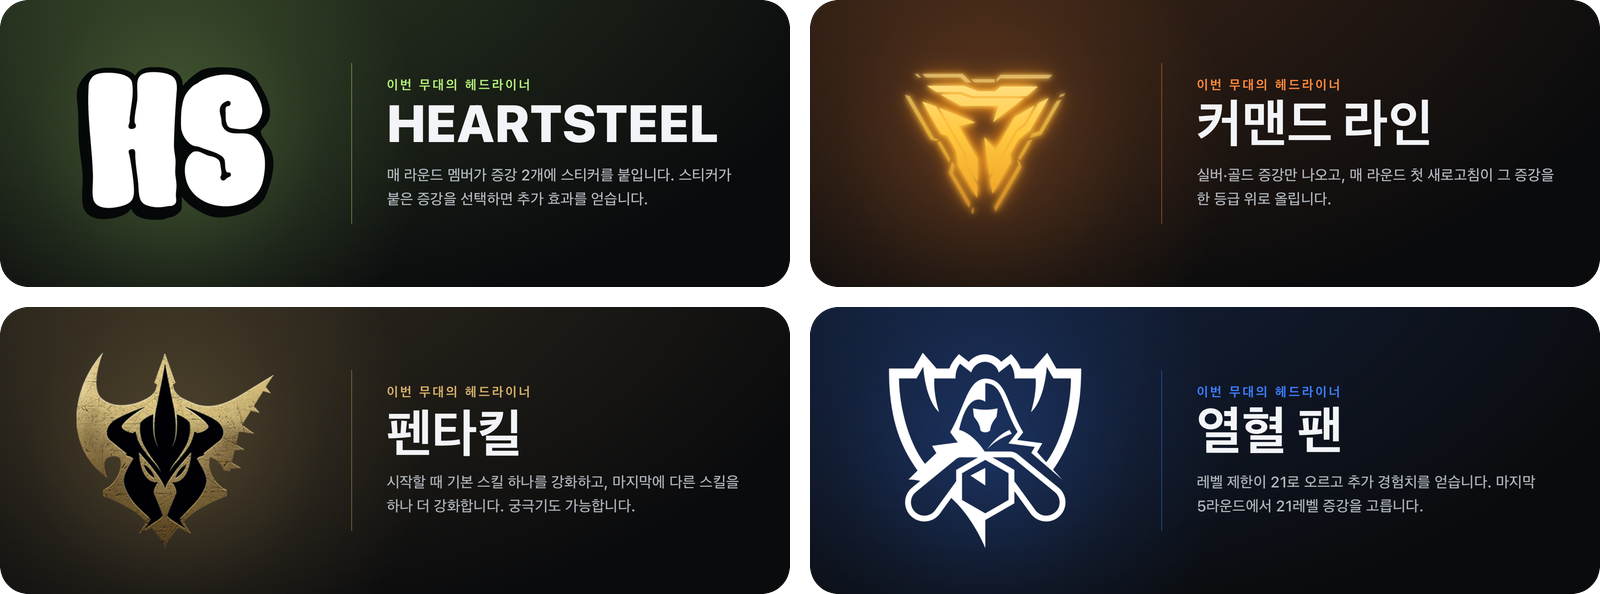 HS
이번 무대의 헤드라이너
HEARTSTEEL
매 라운드 멤버가 증강 2개에 스티커를 붙입니다. 스티커가
붙은 증강을 선택하면 추가 효과를 얻습니다.
이번 무대의 헤드라이너
커맨드 라인
실버·골드 증강만 나오고, 매 라운드 첫 새로고침이 그 증강을
한 등급 위로 올립니다.
이번 무대의 헤드라이너
펜타킬
시작할 때 기본 스킬 하나를 강화하고, 마지막에 다른 스킬을
하나 더 강화합니다. 궁극기도 가능합니다.
이번 무대의 헤드라이너
열혈 팬
레벨 제한이 21로 오르고 추가 경험치를 얻습니다. 마지막
5라운드에서 21레벨 증강을 고릅니다.